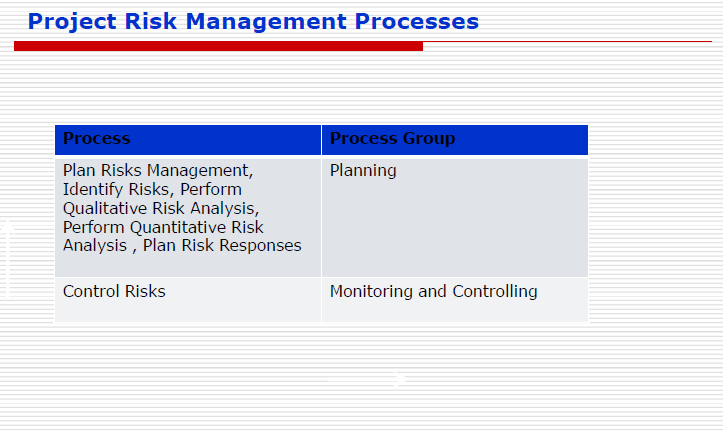 Project Risk Management Processes
Process
Process Group
Plan Risks Management,
Identify Risks, Perform
Qualitative Risk Analysis,
Perform Quantitative Risk
Analysis , Plan Risk Responses
Planning
Control Risks
Monitoring and Controlling